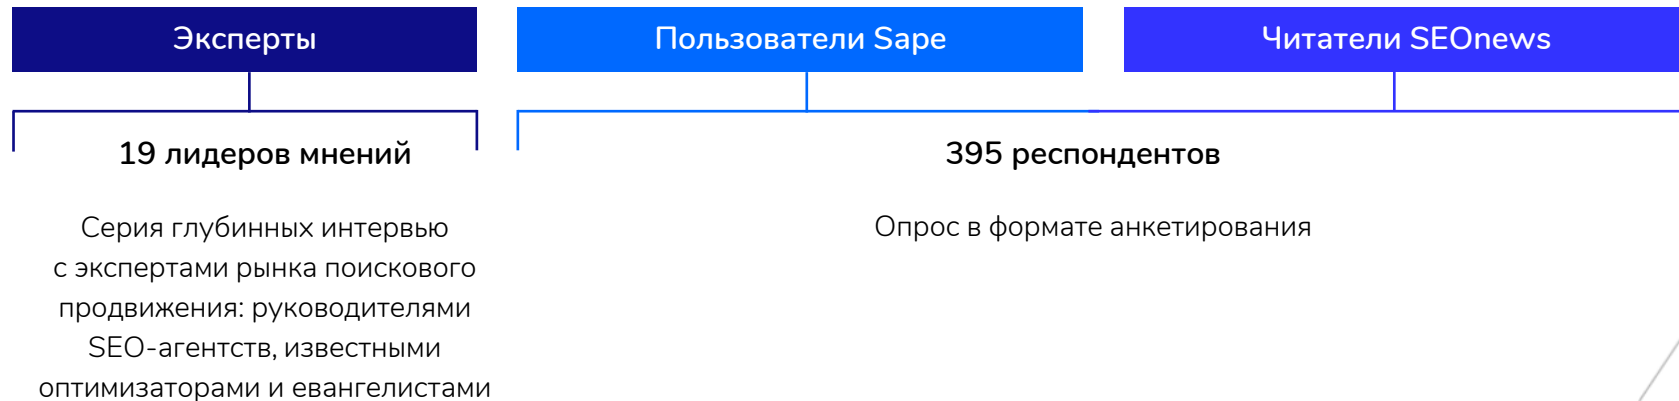 Эксперты
Пользователи Sape
Читатели SEOnews
19 лидеров мнений
395 респондентов
Серия глубинных интервью
с экспертами рынка поискового
продвижения: руководителями
SEO-агентств, известными
оптимизаторами и евангелистами
Опрос в формате анкетирования